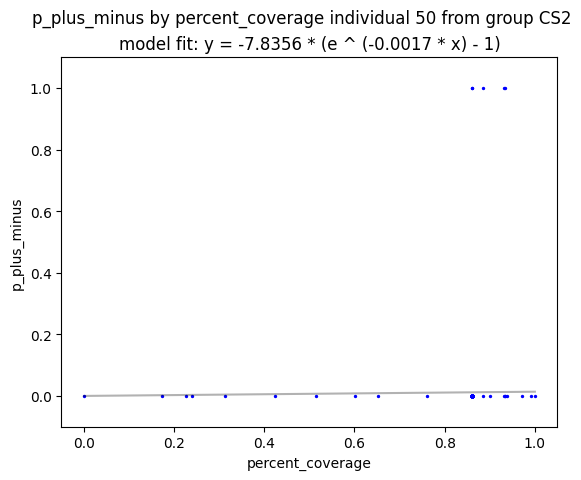 p_plus_minus by percent_coverage individual 50 from group CS2
model fit: y = -7.8356 * (e ^ (-0.0017 * x) - 1)
1.0
0.8
0.6
0.4
0.2
0.0
p_plus_minus
0.0 0.2 0.4 0.6 0.8 1.0
percent_coverage